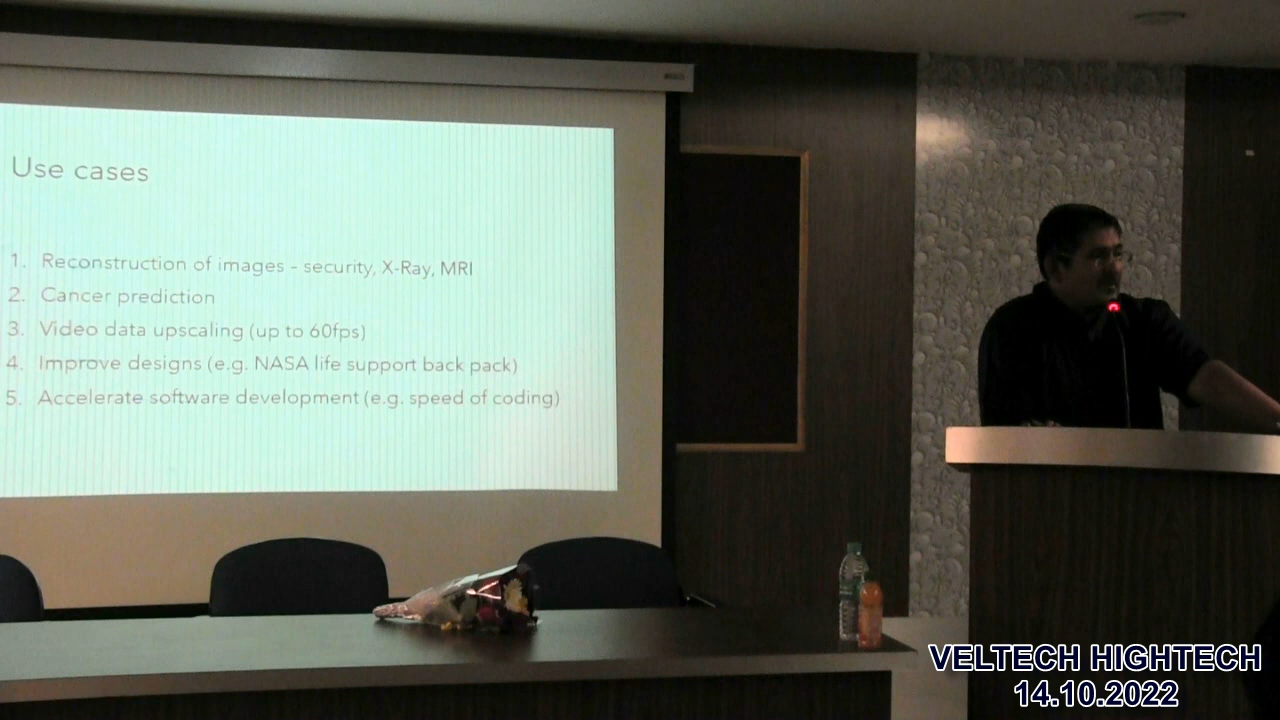 Use cases
1. Reconstruction of images - security, X-Ray, MRI
2. Cancer prediction
3. Video data upscaling (up to 60fps)
4. Improve designs (e.g. NASA life support back pack)
5. Accelerate software development (e.g. speed of coding)
VELTECH HIGHTECH
14.10.2022